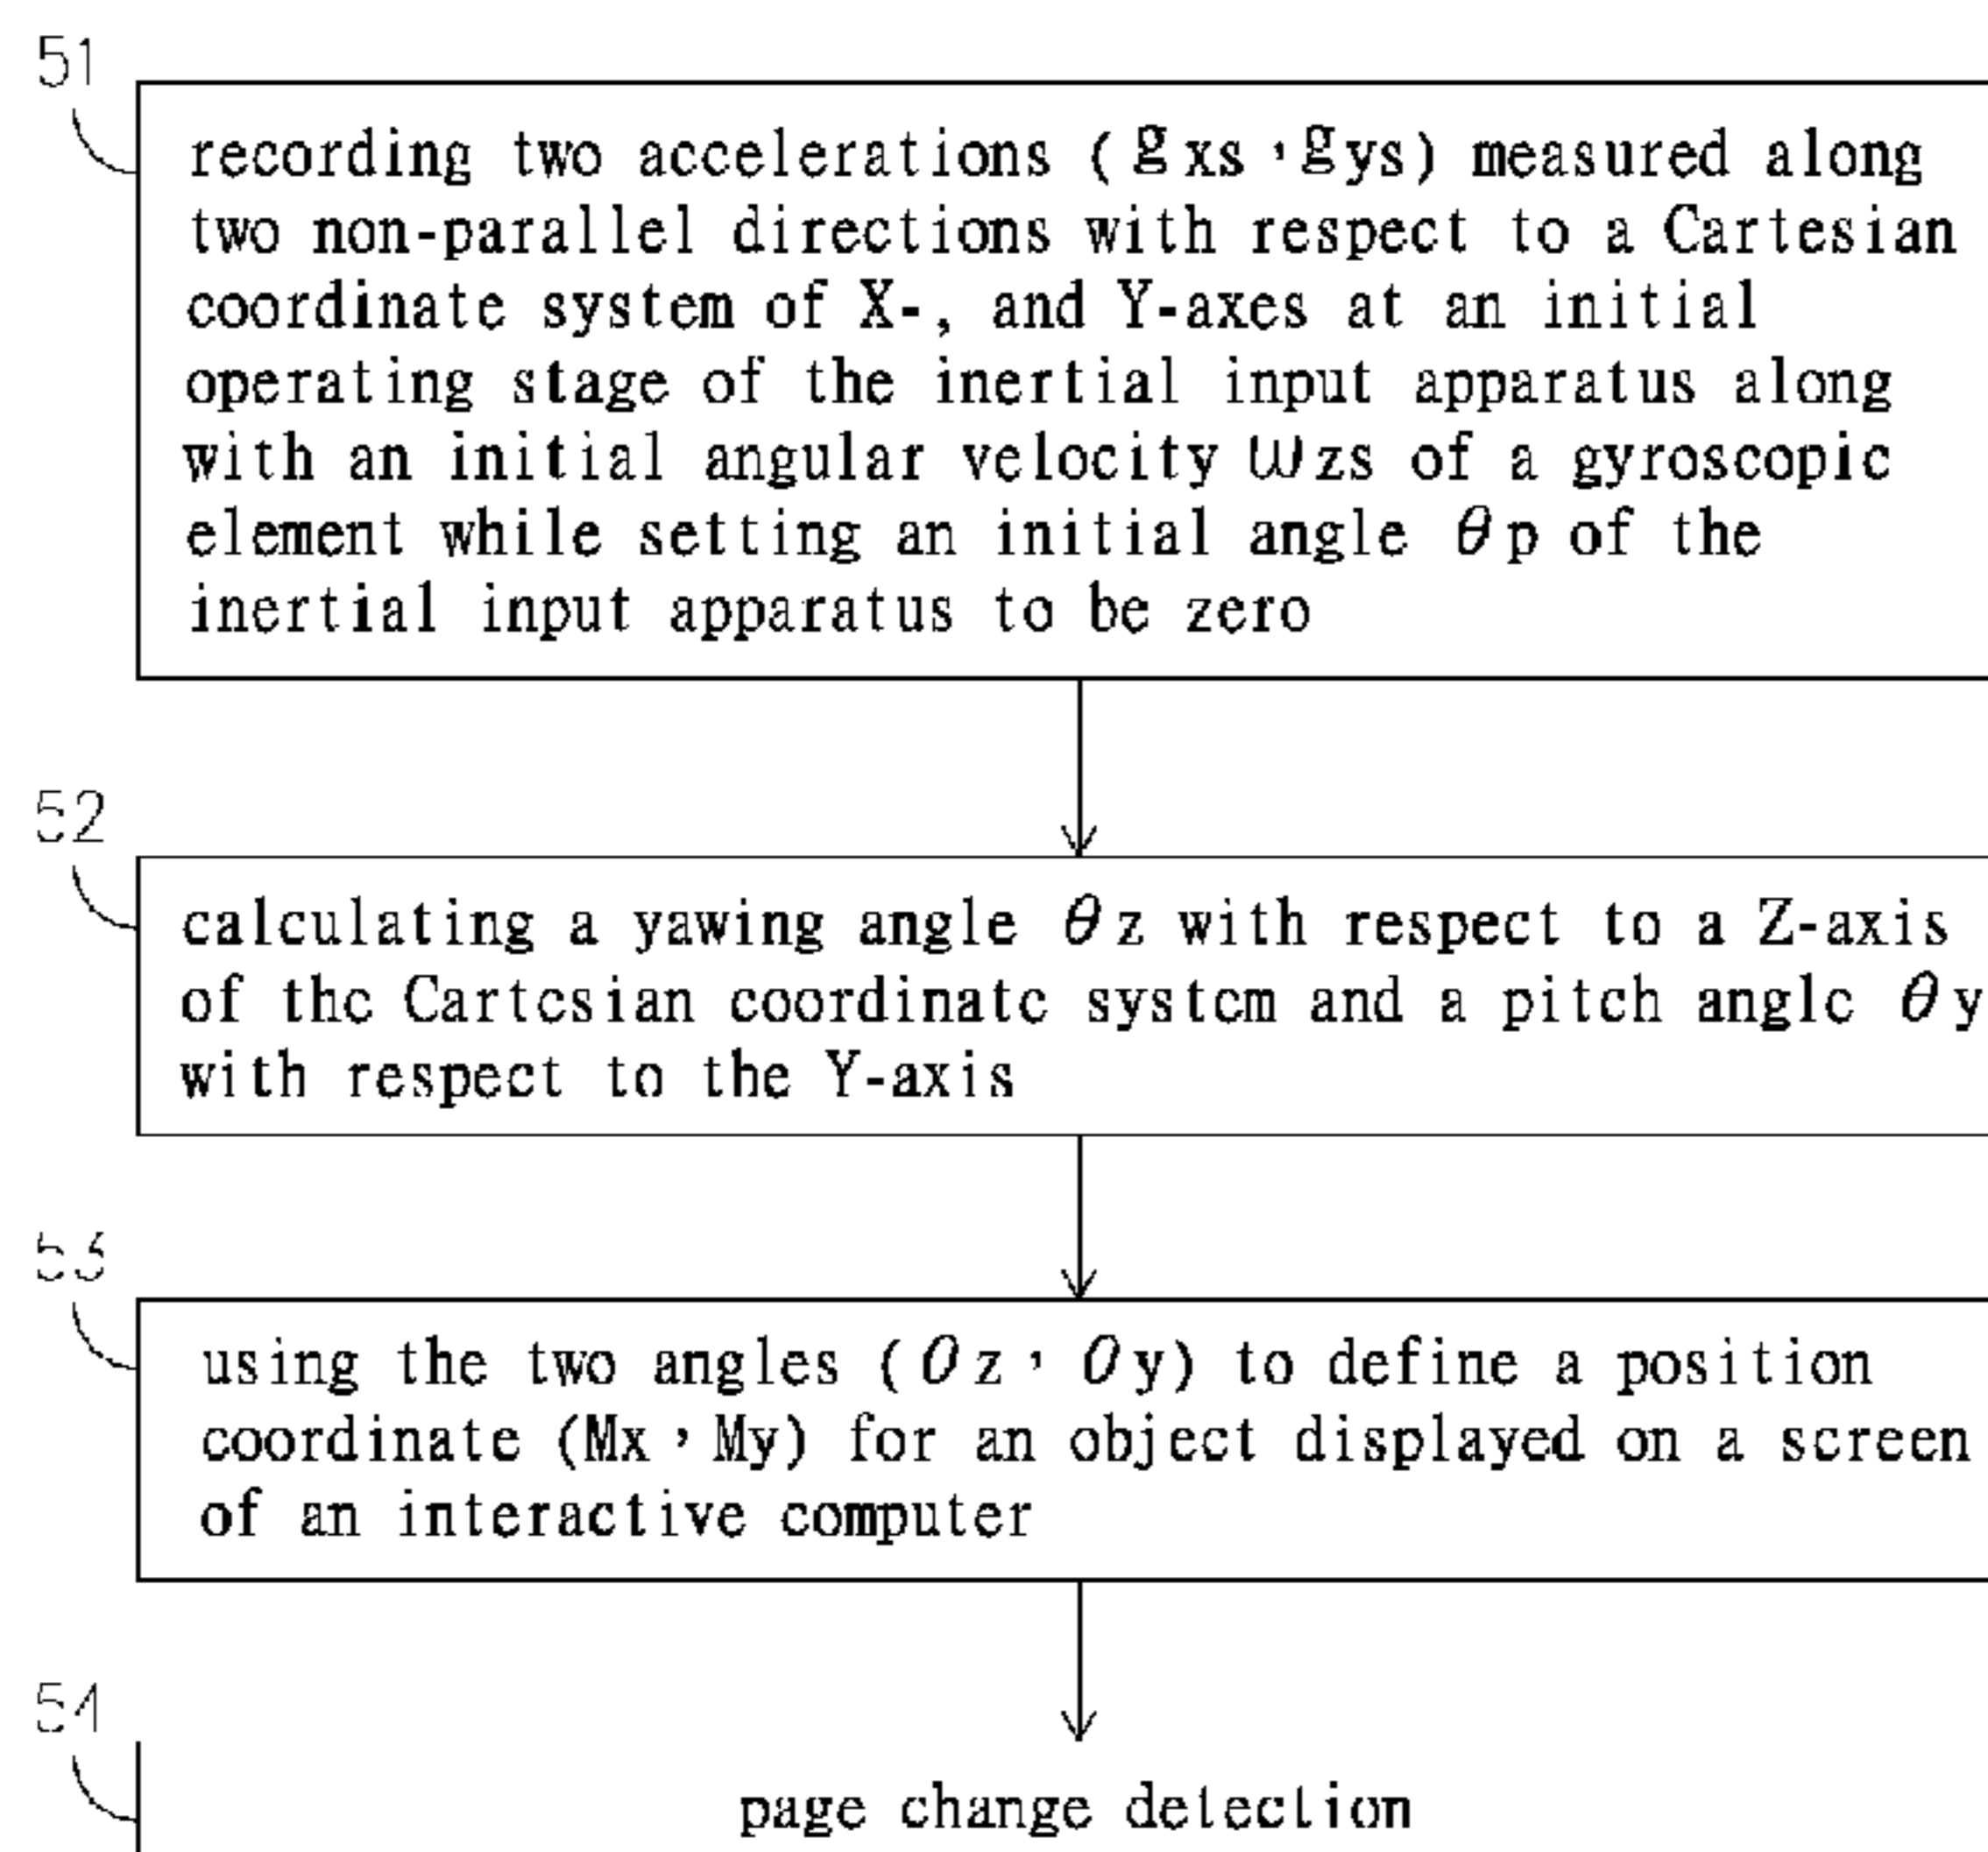 51
recording two accelerations (gxs,gys) measured along
two non-parallel directions with respect to a Cartesian
coordinate system of X-, and Y-axes at an initial
operating stage of the inertial input apparatus along
with an initial angular velocity ωzs of a gyroscopic
element while setting an initial angle θp of the
inertial input apparatus to be zero
52
calculating a yawing angle θz with respect to a Z-axis
of the Cartesian coordinate system and a pitch angle θy
with respect to the Y-axis
53
using the two angles (θz, θy) to define a position
coordinate (Mx, My) for an object displayed on a screen
of an interactive computer
54
page change detection